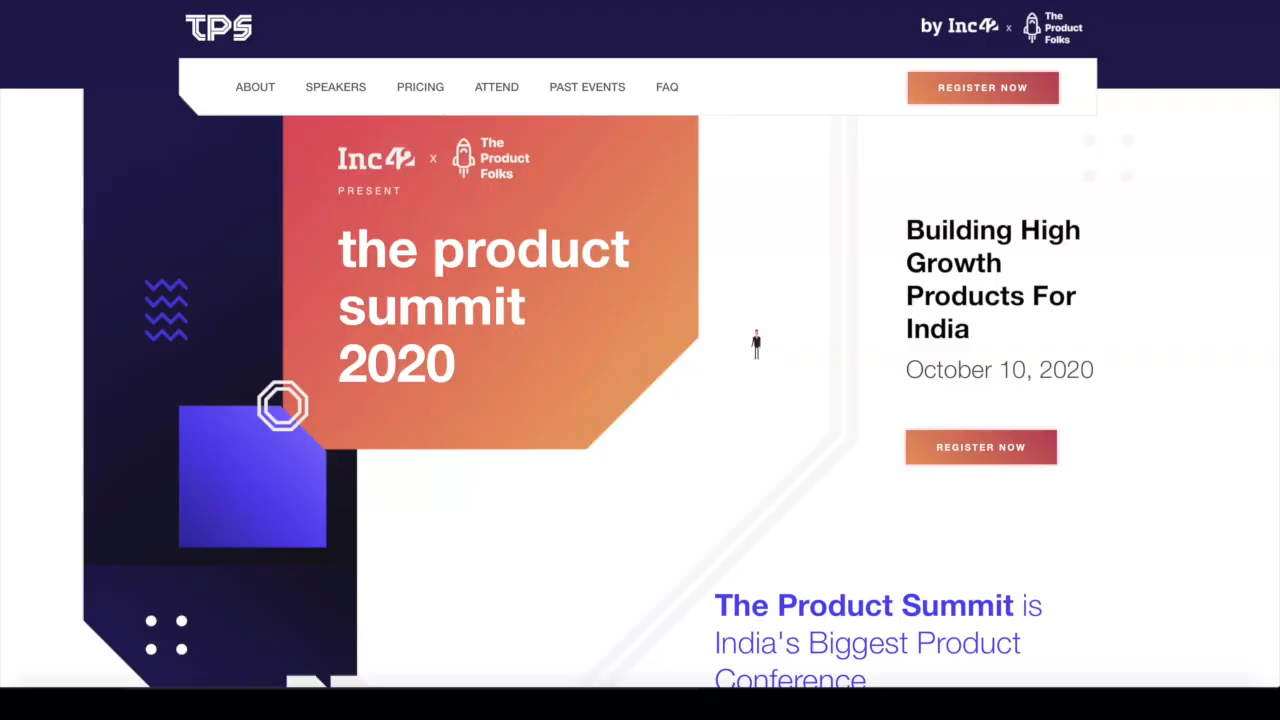 TPS
by Inc42 x The Product Folks
ABOUT SPEAKERS PRICING ATTEND PAST EVENTS FAQ
REGISTER NOW
Inc42 x The Product Folks
PRESENT
the product
summit
2020
Building High
Growth
Products For
India
October 10, 2020
REGISTER NOW
The Product Summit is
India's Biggest Product
Conference